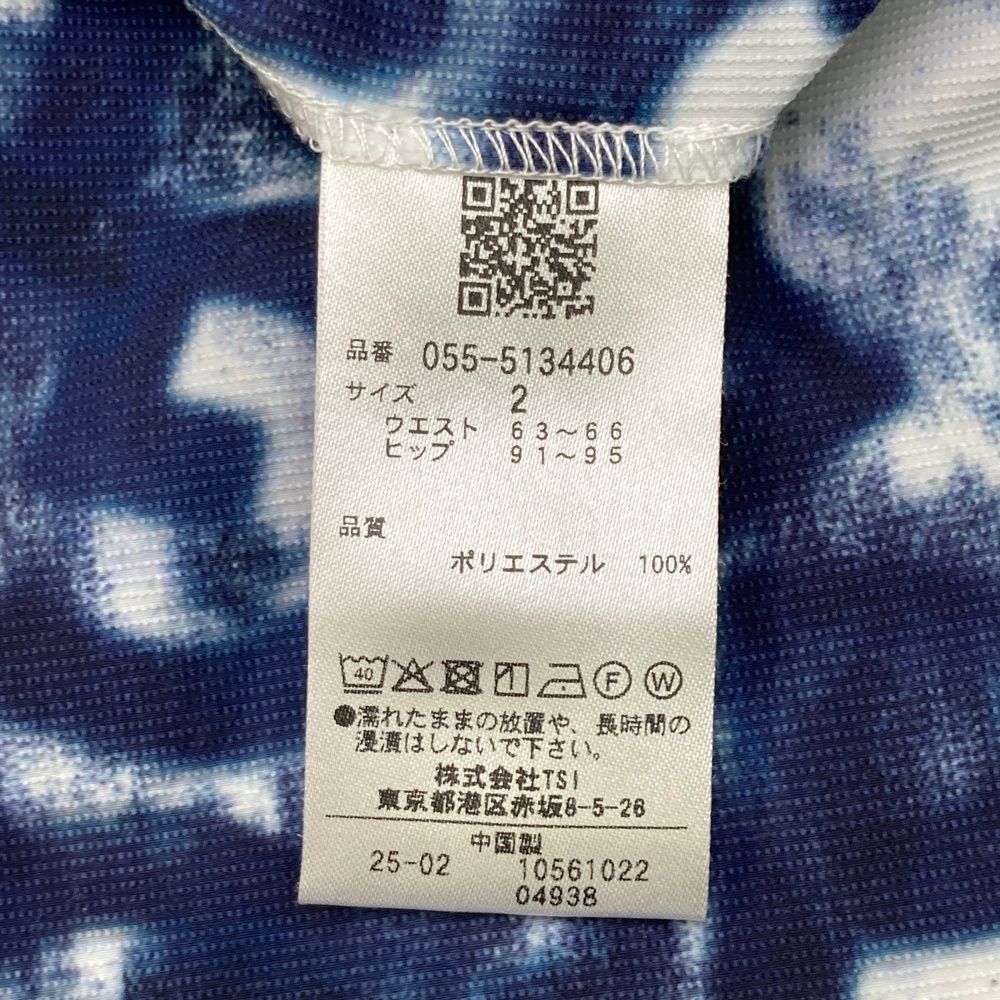 品番 055-5134406
サイズ 2
ウエスト 63～66
ヒップ 91～95
品質
ポリエステル 100%
40 F W
●濡れたままの放置や、長時間の
浸漬はしないで下さい。
株式会社TSI
東京都港区赤坂8-5-26
中国製
25-02 10561022
04938